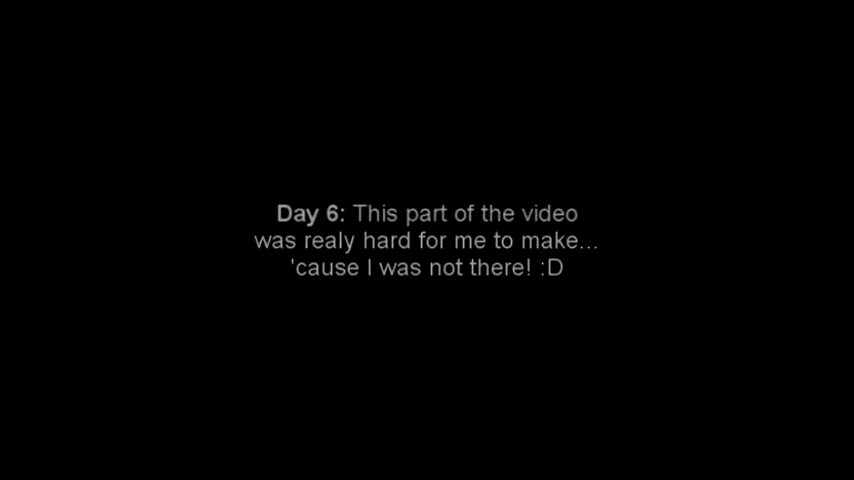 Day 6: This part of the video
was realy hard for me to make...
'cause I was not there! :D